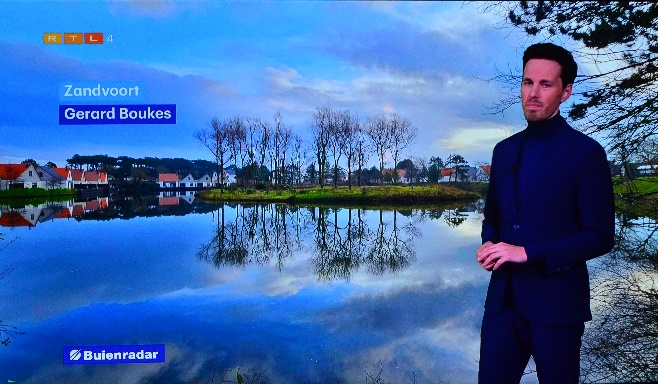 RTL 4
Zandvoort
Gerard Boukes
Buienradar